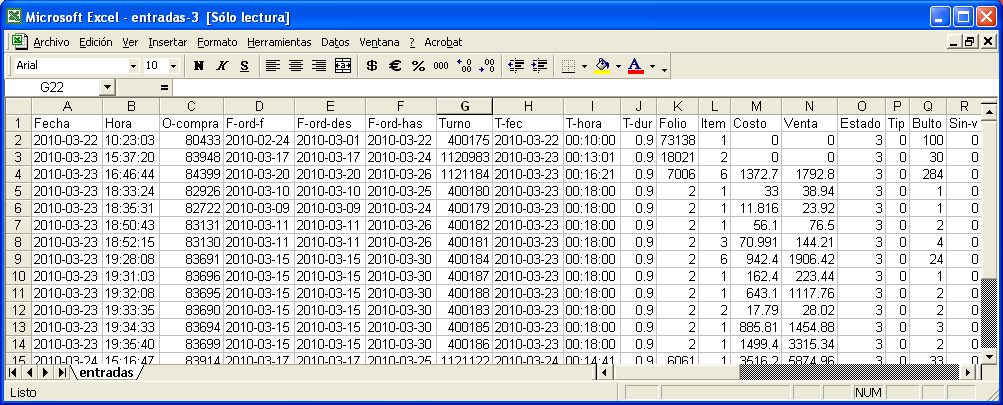 Microsoft Excel - entradas-3 [Sólo lectura]
Archivo Edición Ver Insertar Formato Herramientas Datos Ventana ? Acrobat
Arial 10 N K S $ € % 000 ,00 ,00 A
G22 =
A B C D E F G H I J K L M N O P Q R
1 Fecha Hora O-compra F-ord-f F-ord-des F-ord-has Turno T-fec T-hora T-dur Folio Item Costo Venta Estado Tip Bulto Sin-v
2 2010-03-22 10:23:03 80433 2010-02-24 2010-03-01 2010-03-22 400175 2010-03-22 00:10:00 0.9 73138 1 0 0 3 0 100 0
3 2010-03-23 15:37:20 83948 2010-03-17 2010-03-17 2010-03-24 1120983 2010-03-23 00:13:01 0.9 18021 2 0 0 3 0 30 0
4 2010-03-23 16:46:44 84399 2010-03-20 2010-03-20 2010-03-26 1121184 2010-03-23 00:16:21 0.9 7006 6 1372.7 1792.8 3 0 284 0
5 2010-03-23 18:33:24 82926 2010-03-10 2010-03-10 2010-03-25 400180 2010-03-23 00:18:00 0.9 2 1 33 38.94 3 0 1 0
6 2010-03-23 18:35:31 82722 2010-03-09 2010-03-09 2010-03-24 400179 2010-03-23 00:18:00 0.9 2 1 11.816 23.92 3 0 1 0
7 2010-03-23 18:50:43 83131 2010-03-11 2010-03-11 2010-03-26 400182 2010-03-23 00:18:00 0.9 2 1 56.1 76.5 3 0 2 0
8 2010-03-23 18:52:15 83130 2010-03-11 2010-03-11 2010-03-26 400181 2010-03-23 00:18:00 0.9 2 3 70.991 144.21 3 0 4 0
9 2010-03-23 19:28:08 83691 2010-03-15 2010-03-15 2010-03-30 400184 2010-03-23 00:18:00 0.9 2 6 942.4 1906.42 3 0 24 0
10 2010-03-23 19:31:03 83696 2010-03-15 2010-03-15 2010-03-30 400187 2010-03-23 00:18:00 0.9 2 1 162.4 223.44 3 0 1 0
11 2010-03-23 19:32:08 83695 2010-03-15 2010-03-15 2010-03-30 400188 2010-03-23 00:18:00 0.9 2 1 643.1 1117.76 3 0 2 0
12 2010-03-23 19:33:35 83690 2010-03-15 2010-03-15 2010-03-30 400183 2010-03-23 00:18:00 0.9 2 2 17.79 28.02 3 0 2 0
13 2010-03-23 19:34:33 83694 2010-03-15 2010-03-15 2010-03-30 400185 2010-03-23 00:18:00 0.9 2 1 885.81 1454.88 3 0 3 0
14 2010-03-23 19:35:40 83699 2010-03-15 2010-03-15 2010-03-30 400186 2010-03-23 00:18:00 0.9 2 1 1499.4 3315.34 3 0 2 0
15 2010-03-24 15:16:47 83914 2010-03-17 2010-03-17 2010-03-25 1121122 2010-03-24 00:14:41 0.9 6061 1 3516.2 5874.96 3 0 33 0
entradas
Listo NUM